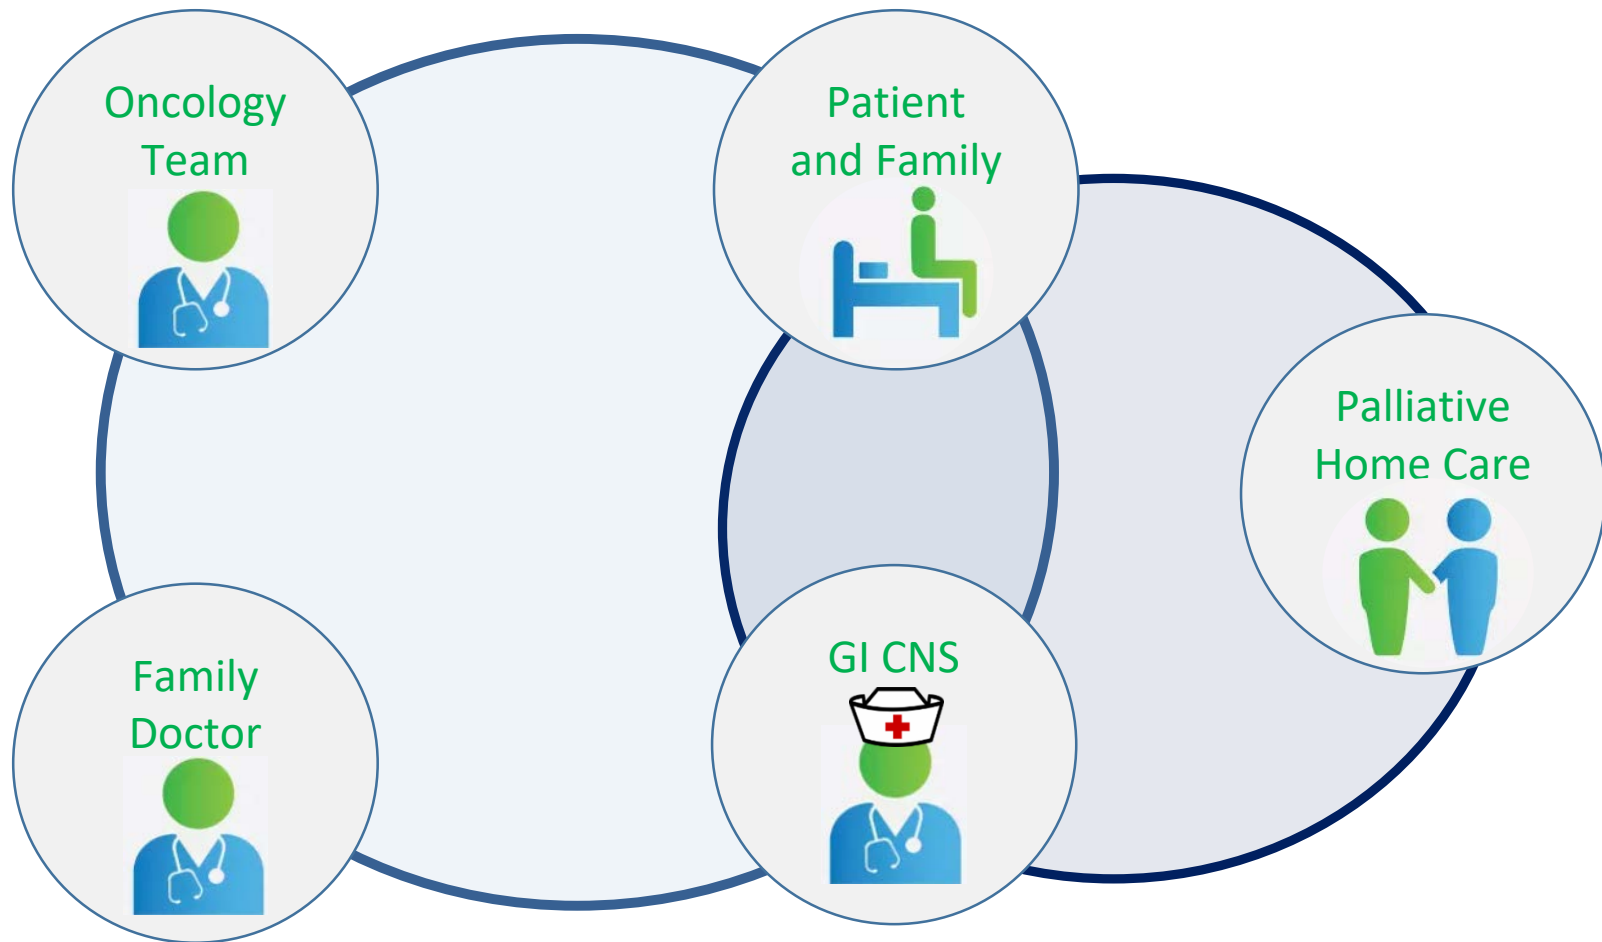 Oncology
Team
Patient
and Family
Palliative
Home Care
Family
Doctor
GI CNS